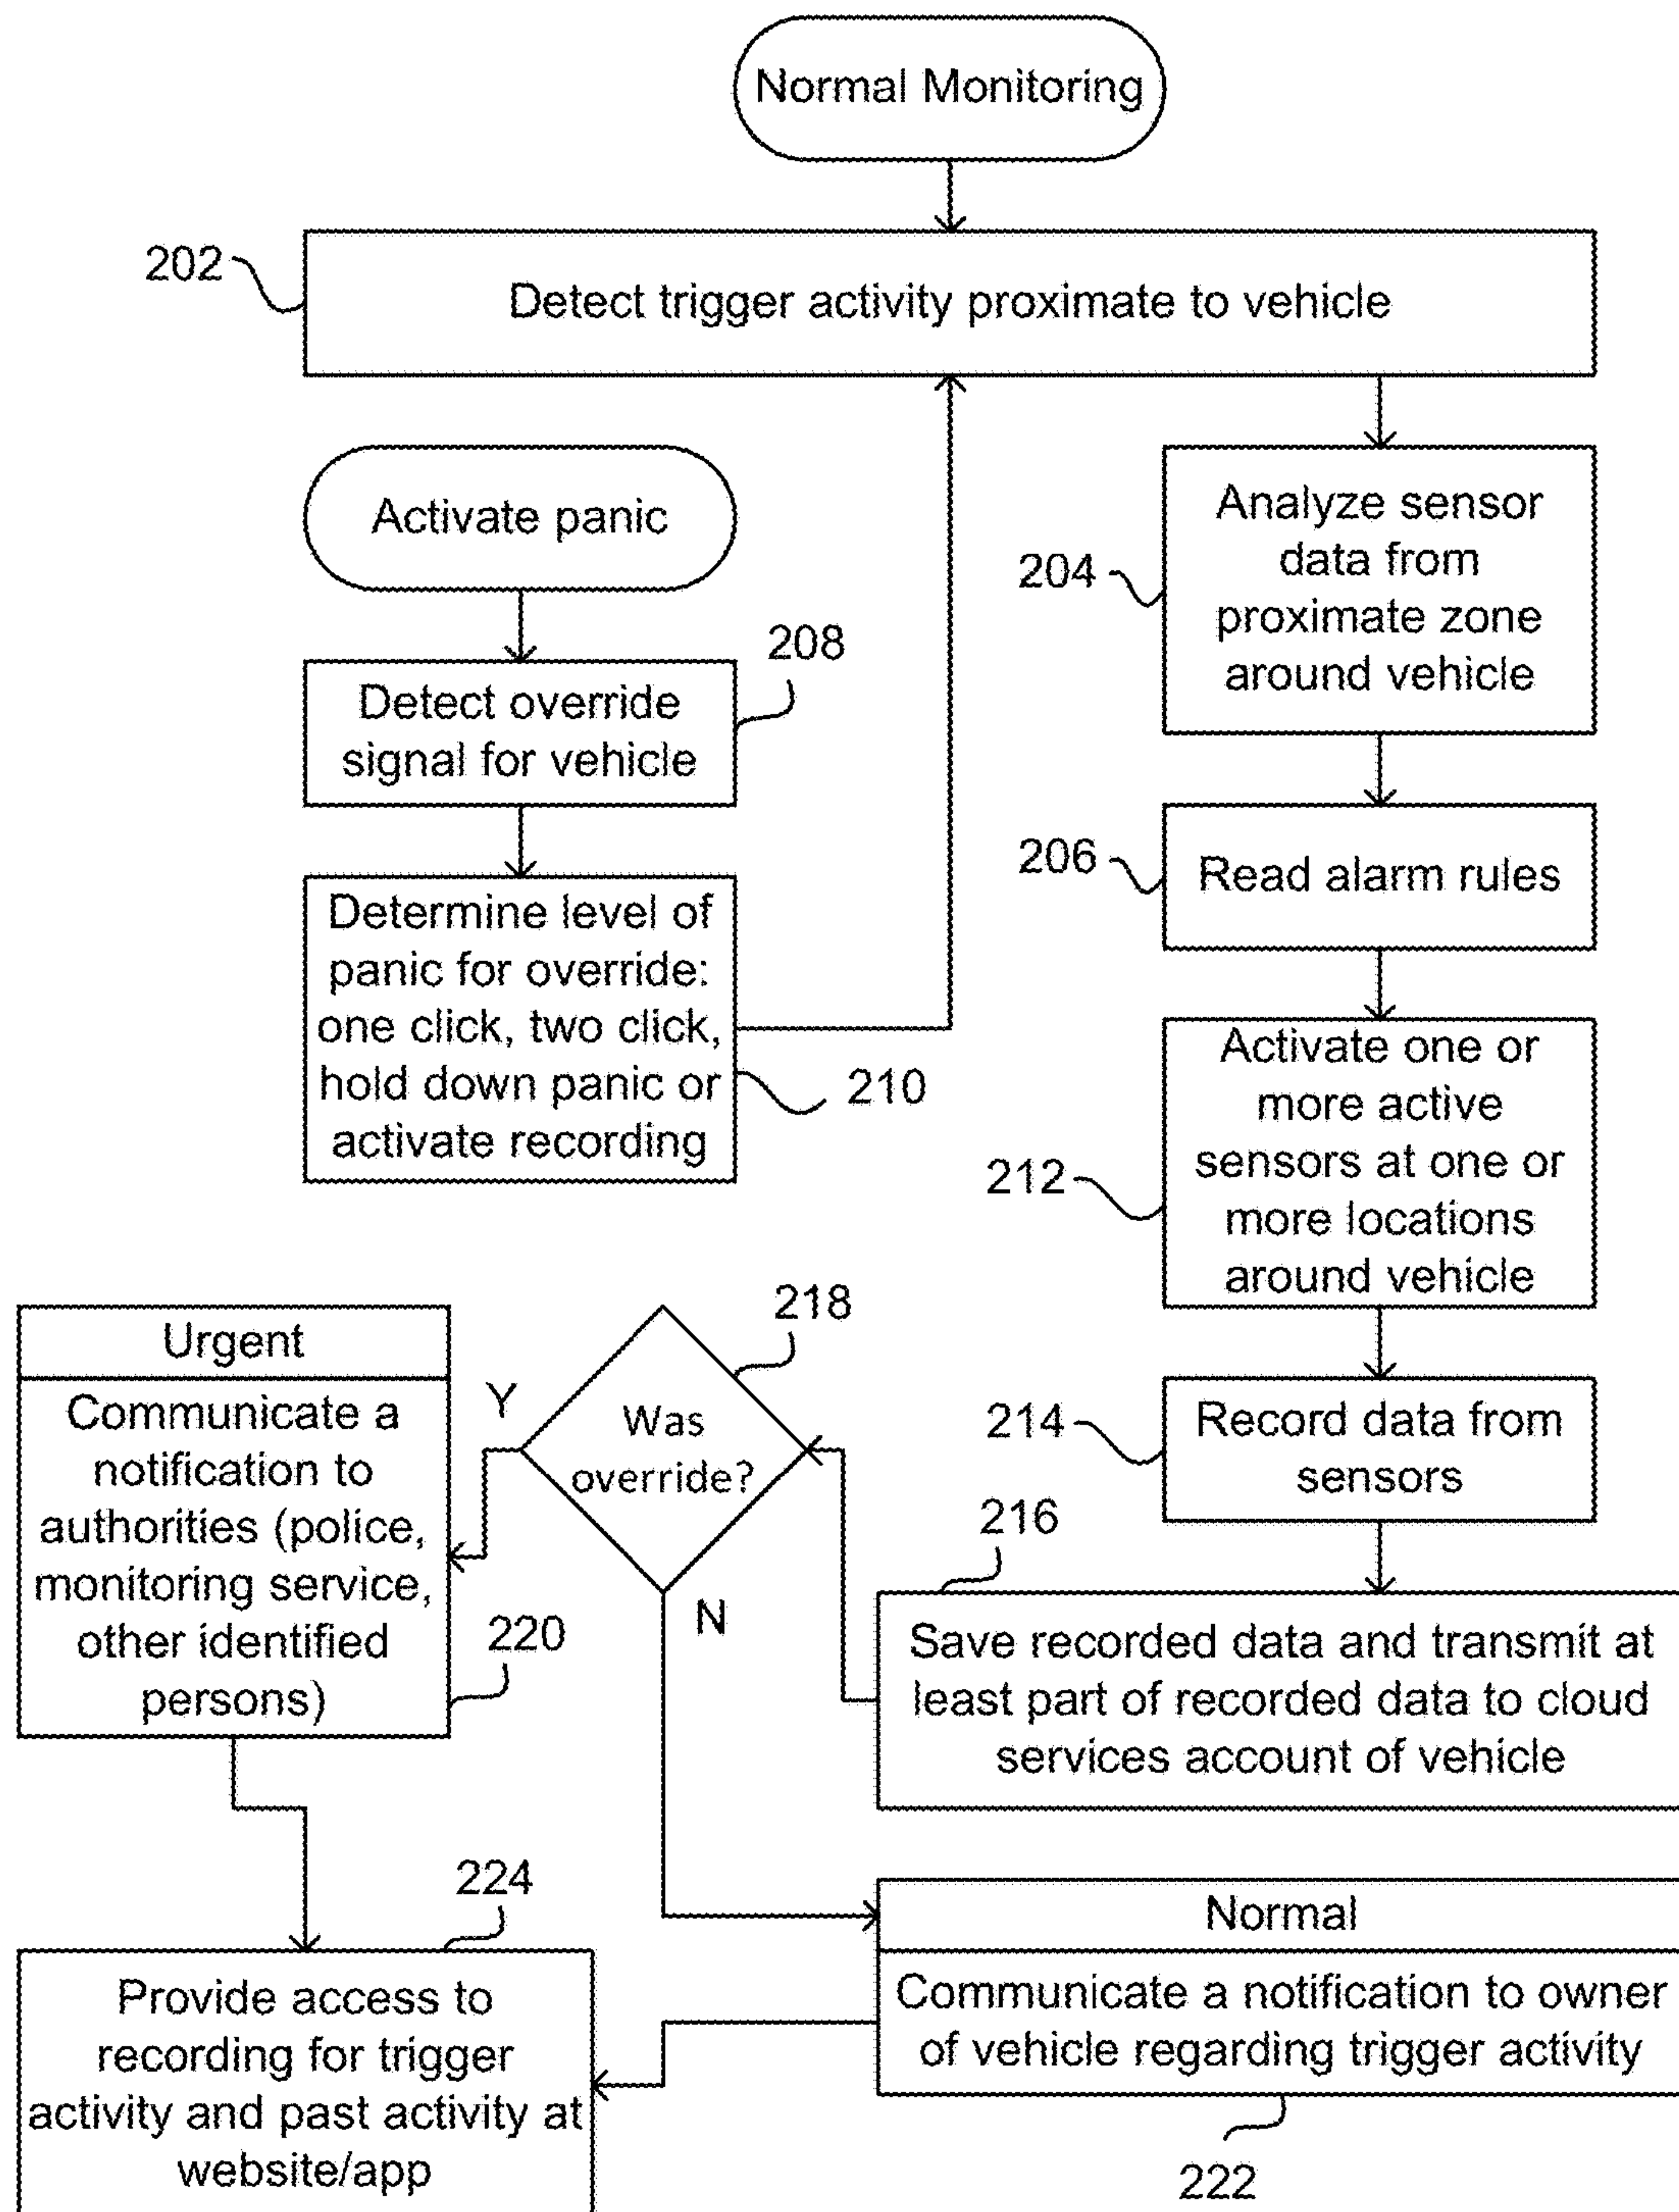 Normal Monitoring
202
Detect trigger activity proximate to vehicle
Activate panic
208
Detect override
signal for vehicle
Determine level of
panic for override:
one click, two click,
hold down panic or
activate recording
210
204
Analyze sensor
data from
proximate zone
around vehicle
206
Read alarm rules
212
Activate one or
more active
sensors at one or
more locations
around vehicle
214
Record data from
sensors
216
Save recorded data and transmit at
least part of recorded data to cloud
services account of vehicle
218
Was
override?
Y
N
Urgent
Communicate a
notification to
authorities (police,
monitoring service,
other identified
persons)
220
Normal
Communicate a notification to owner
of vehicle regarding trigger activity
222
224
Provide access to
recording for trigger
activity and past activity at
website/app